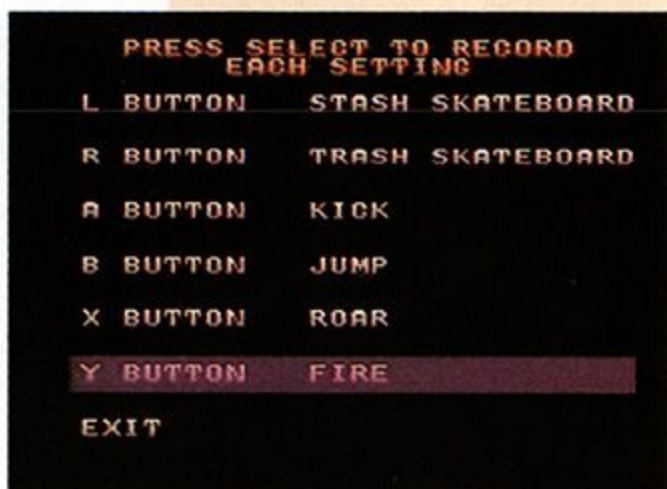 PRESS SELECT TO RECORD
EACH SETTING
L BUTTON STASH SKATEBOARD
R BUTTON TRASH SKATEBOARD
A BUTTON KICK
B BUTTON JUMP
X BUTTON ROAR
Y BUTTON FIRE
EXIT